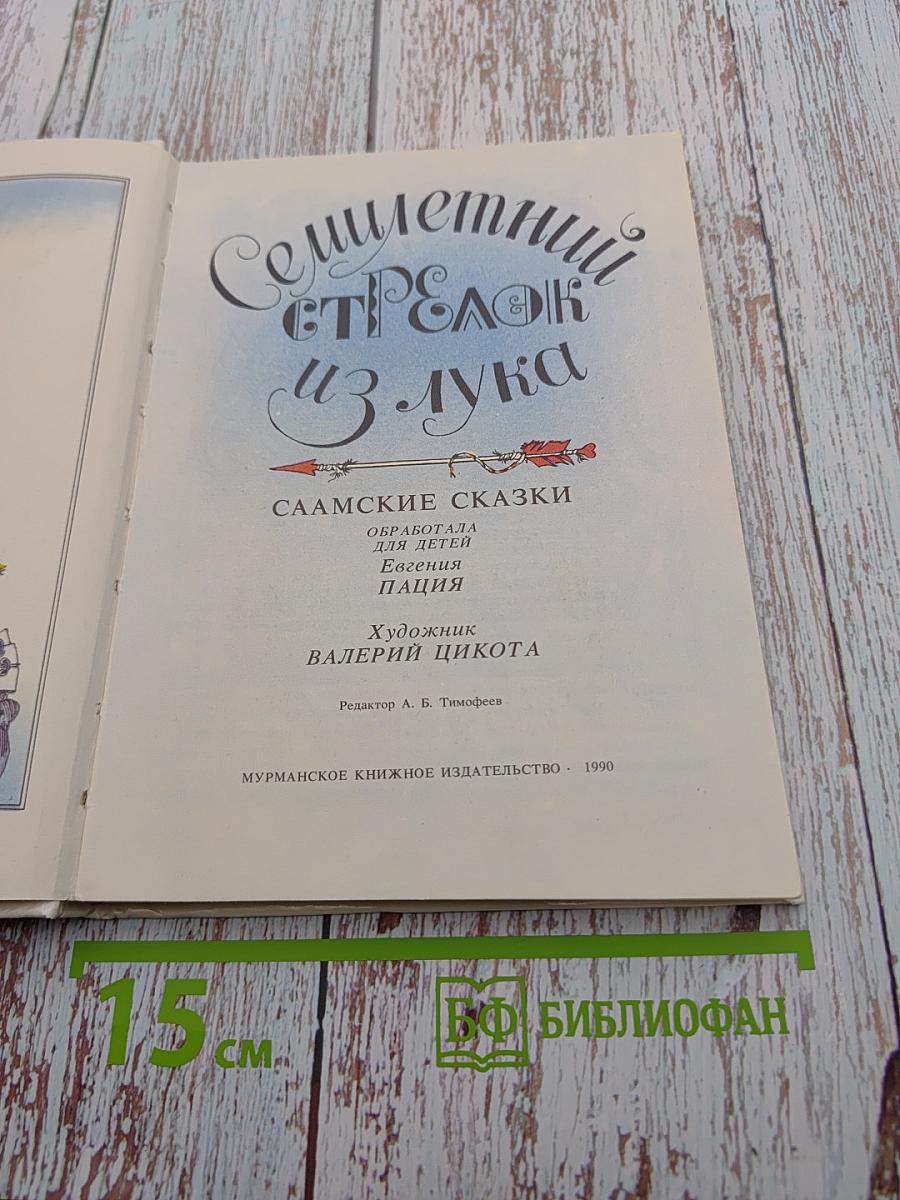 Семилетний
стрелок
из лука
СААМСКИЕ СКАЗКИ
ОБРАБОТАЛА
ДЛЯ ДЕТЕЙ
Евгения
ПАЦИЯ
Художник
ВАЛЕРИЙ ЦИКОТА
Редактор А. Б. Тимофеев
МУРМАНСКОЕ КНИЖНОЕ ИЗДАТЕЛЬСТВО · 1990
15 см
БФ БИБЛИОФАН